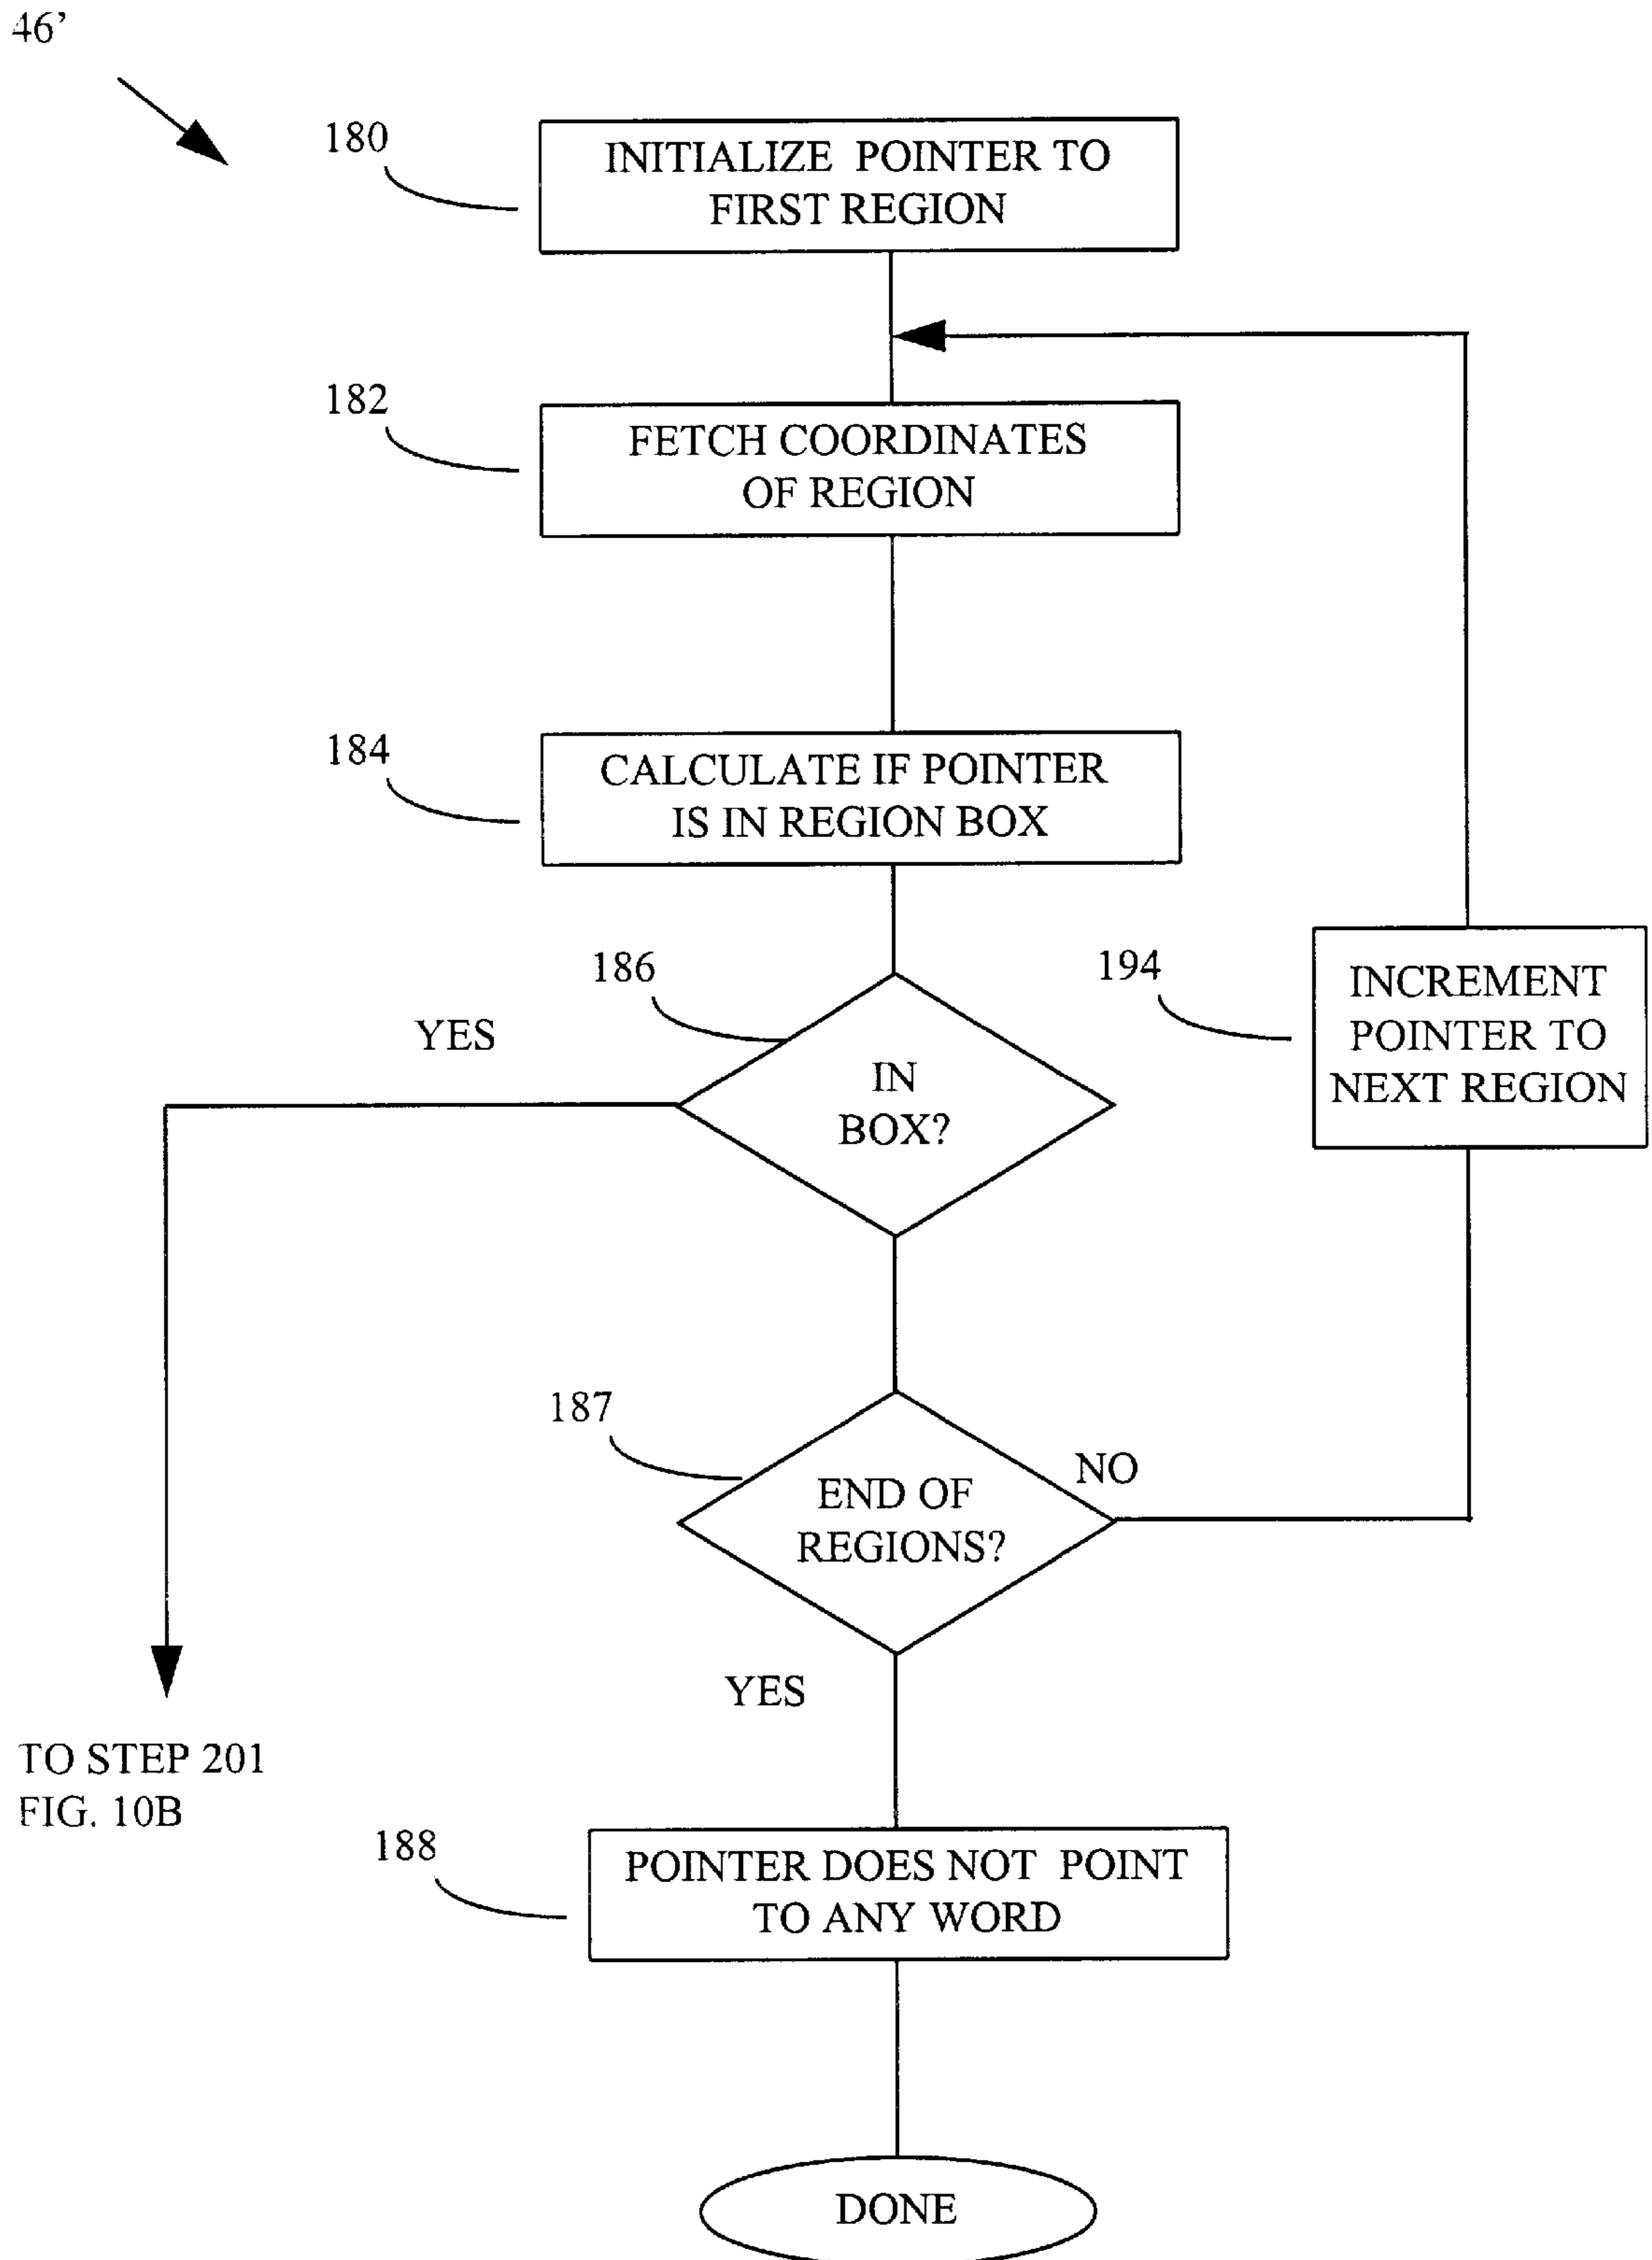 46’
180
INITIALIZE POINTER TO
FIRST REGION
182
FETCH COORDINATES
OF REGION
184
CALCULATE IF POINTER
IS IN REGION BOX
186
194
INCREMENT
POINTER TO
NEXT REGION
YES
IN
BOX?
187
NO
END OF
REGIONS?
YES
TO STEP 201
FIG. 10B
188
POINTER DOES NOT POINT
TO ANY WORD
DONE